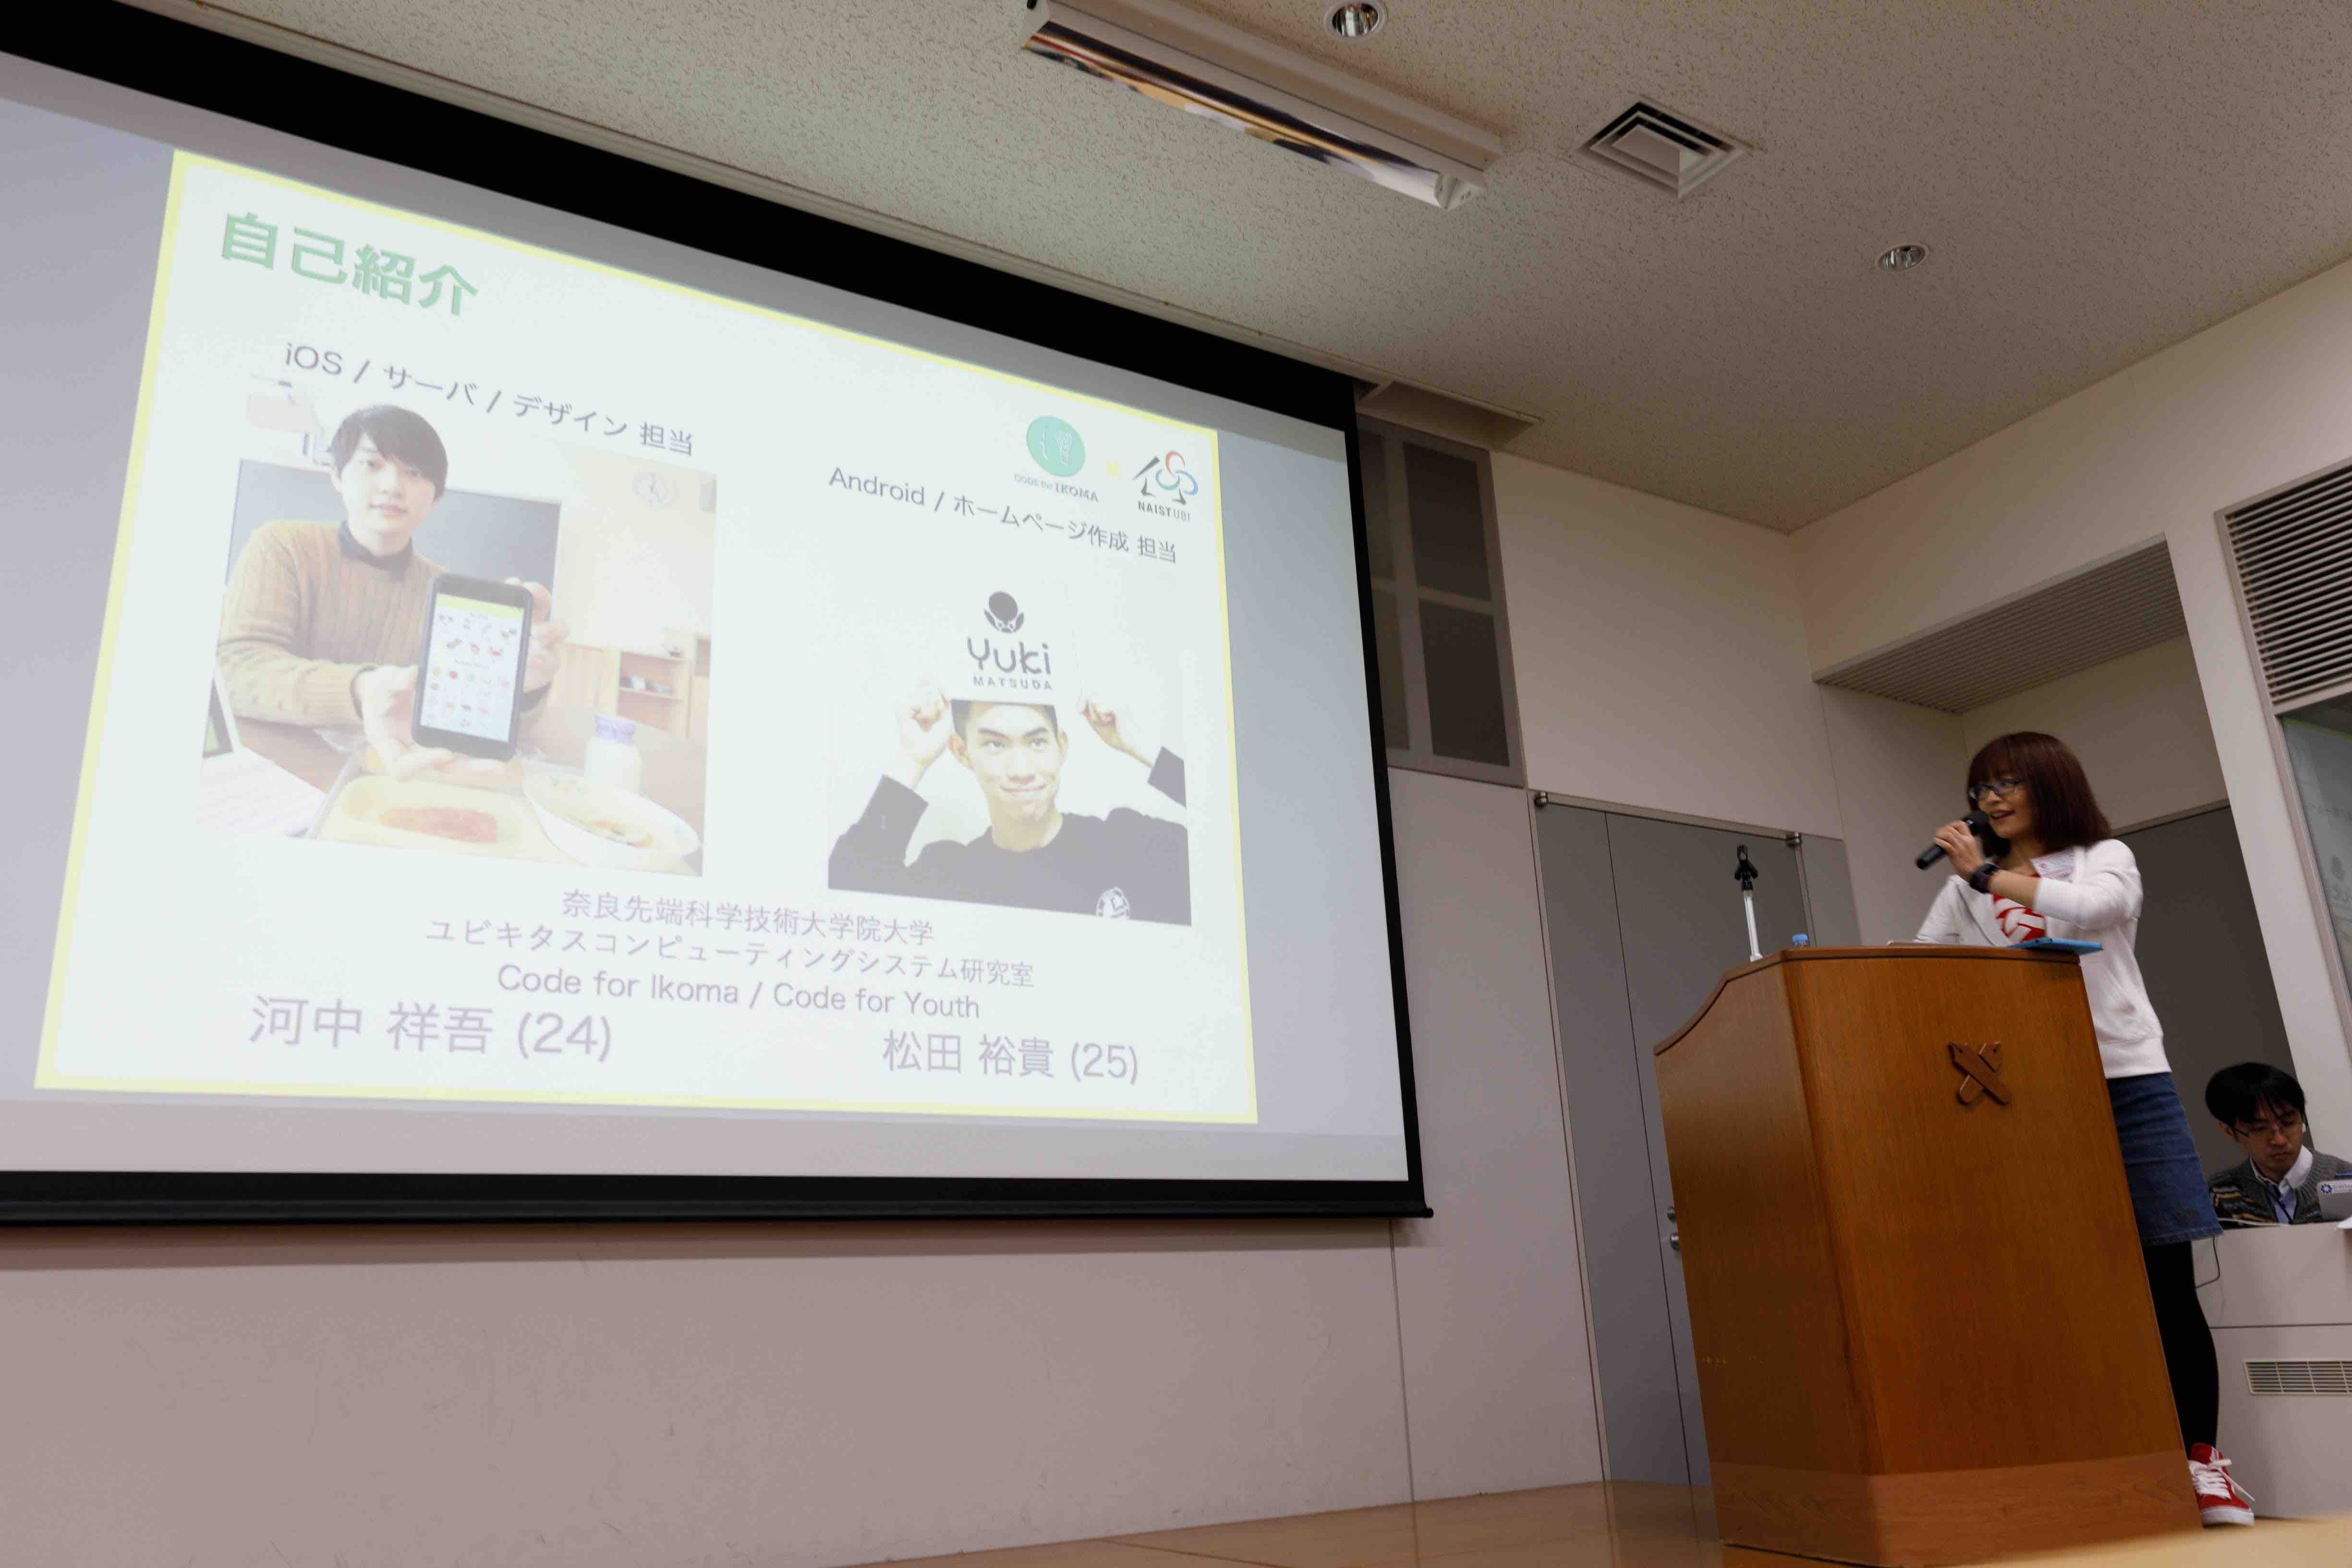 自己紹介
iOS / サーバ / デザイン 担当
CODE for IKOMA
NAIST UBI
Android / ホームページ作成 担当
Yuki
MATSUDA
奈良先端科学技術大学院大学
ユビキタスコンピューティングシステム研究室
Code for Ikoma / Code for Youth
河中 祥吾 (24)
松田 裕貴 (25)